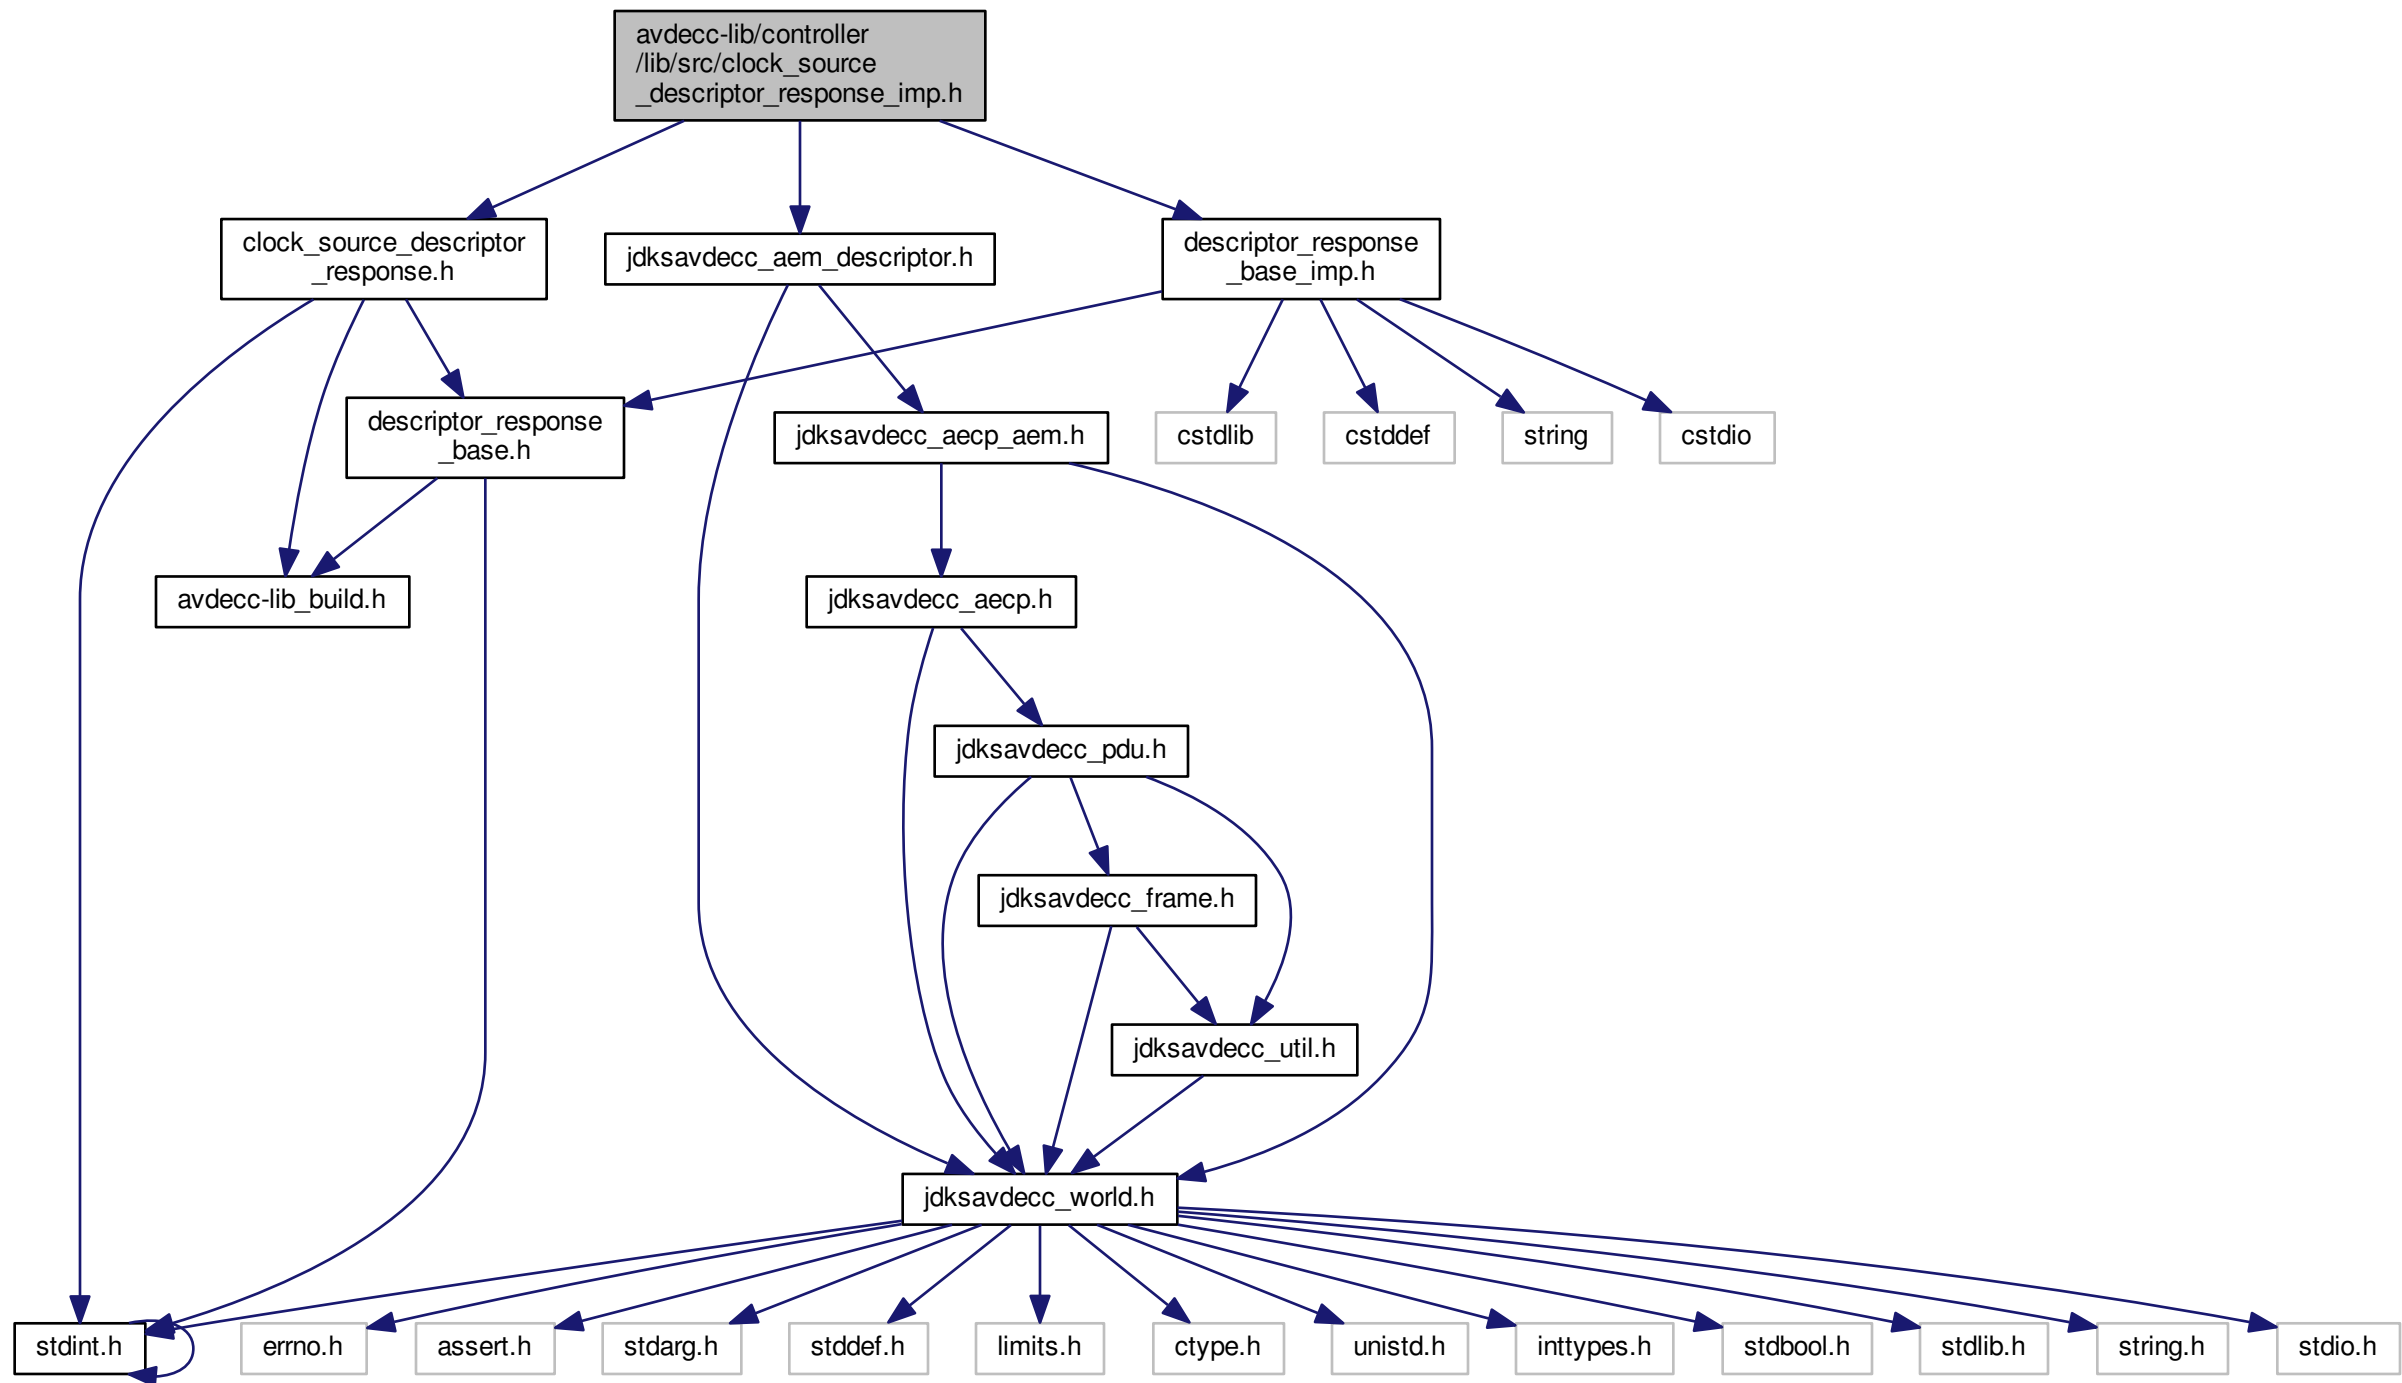 avdecc-lib/controller
/lib/src/clock_source
_descriptor_response_imp.h
clock_source_descriptor
_response.h
jdksavdecc_aem_descriptor.h
descriptor_response
_base_imp.h
descriptor_response
_base.h
jdksavdecc_aecp_aem.h
cstdlib
cstddef
string
cstdio
avdecc-lib_build.h
jdksavdecc_aecp.h
jdksavdecc_pdu.h
jdksavdecc_frame.h
jdksavdecc_util.h
jdksavdecc_world.h
stdint.h
errno.h
assert.h
stdarg.h
stddef.h
limits.h
ctype.h
unistd.h
inttypes.h
stdbool.h
stdlib.h
string.h
stdio.h